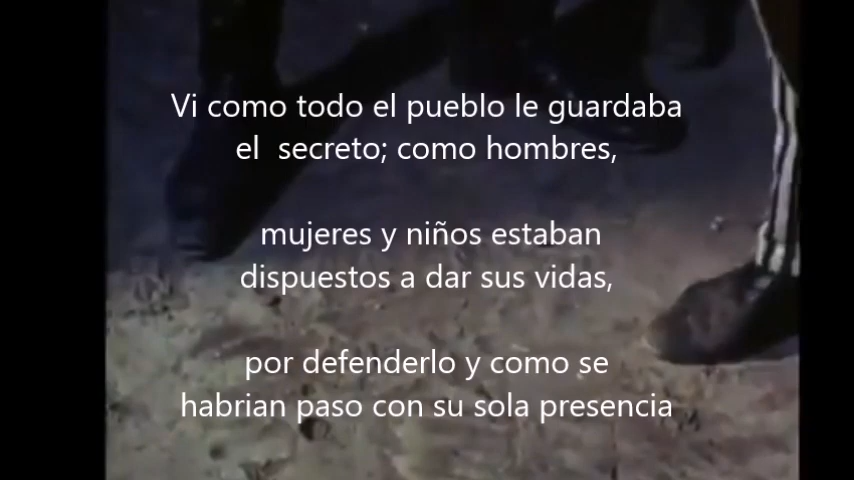 Vi como todo el pueblo le guardaba
el  secreto; como hombres,
mujeres y niños estaban
dispuestos a dar sus vidas,
por defenderlo y como se
habrian paso con su sola presencia